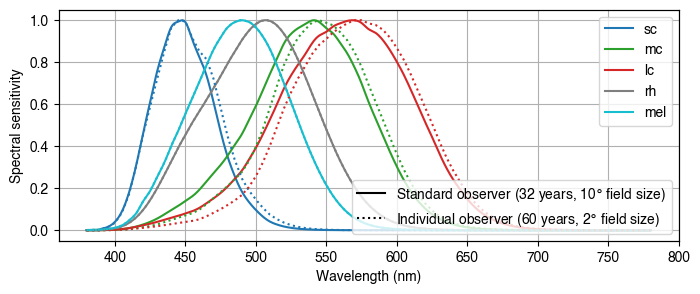 1.0
0.8
0.6
0.4
0.2
0.0
Spectral sensitivity
sc
mc
lc
rh
mel
Standard observer (32 years, 10° field size)
Individual observer (60 years, 2° field size)
400 450 500 550 600 650 700 750 800
Wavelength (nm)